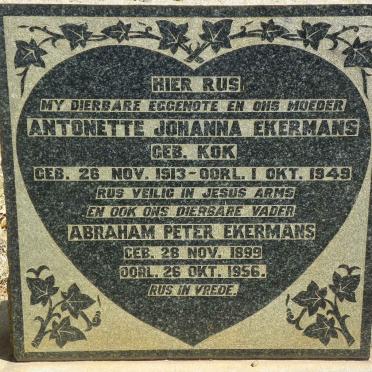 HIER RUS
MY DIERBARE EGGENOTE EN ONS MOEDER
ANTONETTE JOHANNA EKERMANS
GEB. KOK
GEB. 26 NOV. 1913 - OORL. 1 OKT. 1949
RUS VEILIG IN JESUS ARMS
EN OOK ONS DIERBARE VADER
ABRAHAM PETER EKERMANS
GEB. 28 NOV. 1899
OORL. 26 OKT. 1956.
RUS IN VREDE.